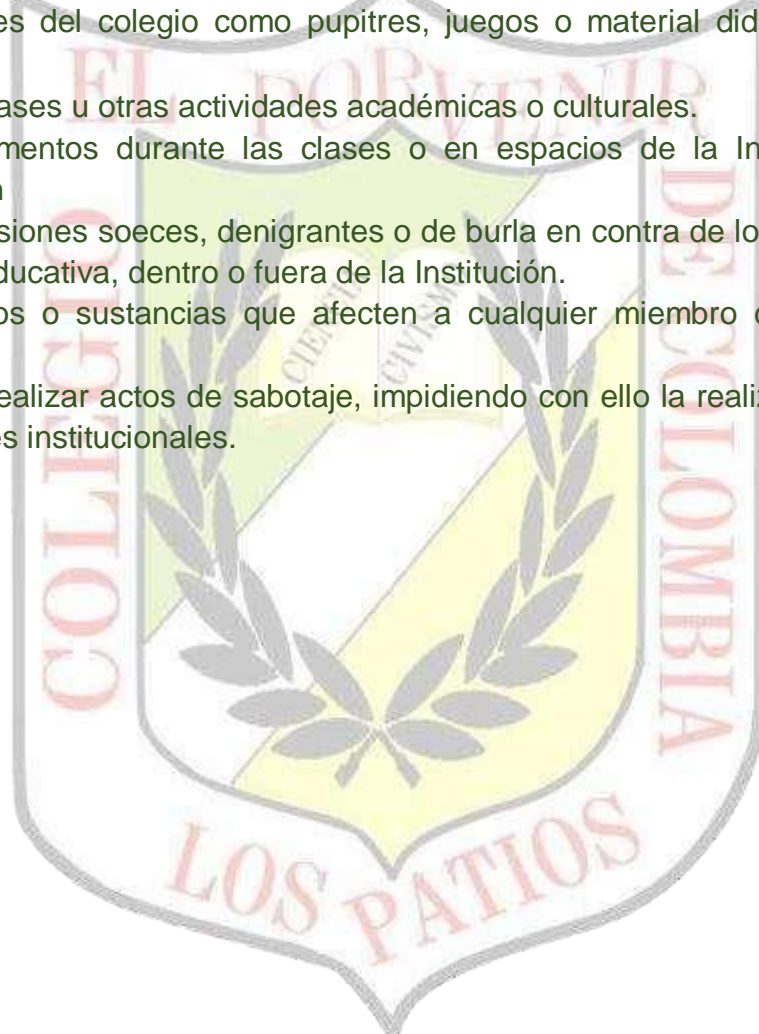 es del colegio como pupitres, juegos o material did
ases u otras actividades académicas o culturales.
mentos durante las clases o en espacios de la In
n
siones soeces, denigrantes o de burla en contra de lo
ducativa, dentro o fuera de la Institución.
os o sustancias que afecten a cualquier miembro
ealizar actos de sabotaje, impidiendo con ello la realiz
es institucionales.
EL PORVENIR
COLEGIO
DE COLOMBIA
CIENCIA
CIVISMO
LOS PATIOS